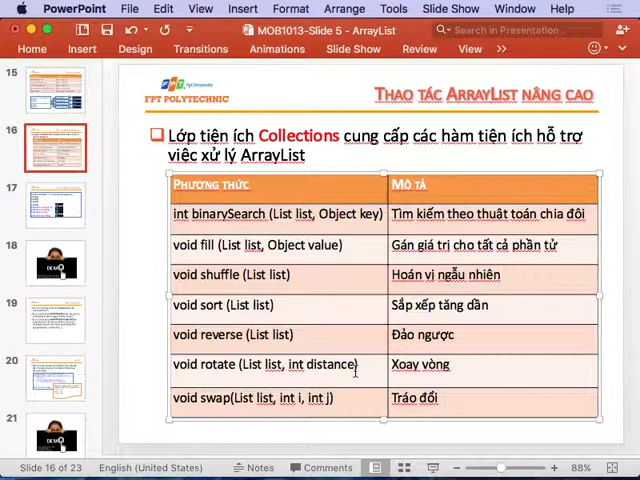 PowerPoint File Edit View Insert Format Arrange Tools Slide Show Window Help
MOB1013-Slide 5 - ArrayList
Search in Presentation
Home Insert Design Transitions Animations Slide Show Review View
15
16
17
18
19
20
21
FPT University
FPT POLYTECHNIC
THAO TÁC ARRAYLIST NÂNG CAO
Lớp tiện ích Collections cung cấp các hàm tiện ích hỗ trợ
việc xử lý ArrayList
PHƯƠNG THỨC MÔ TẢ
int binarySearch (List list, Object key) Tìm kiếm theo thuật toán chia đôi
void fill (List list, Object value) Gán giá trị cho tất cả phần tử
void shuffle (List list) Hoán vị ngẫu nhiên
void sort (List list) Sắp xếp tăng dần
void reverse (List list) Đảo ngược
void rotate (List list, int distance) Xoay vòng
void swap(List list, int i, int j) Tráo đổi
Slide 16 of 23 English (United States) Notes Comments 88%